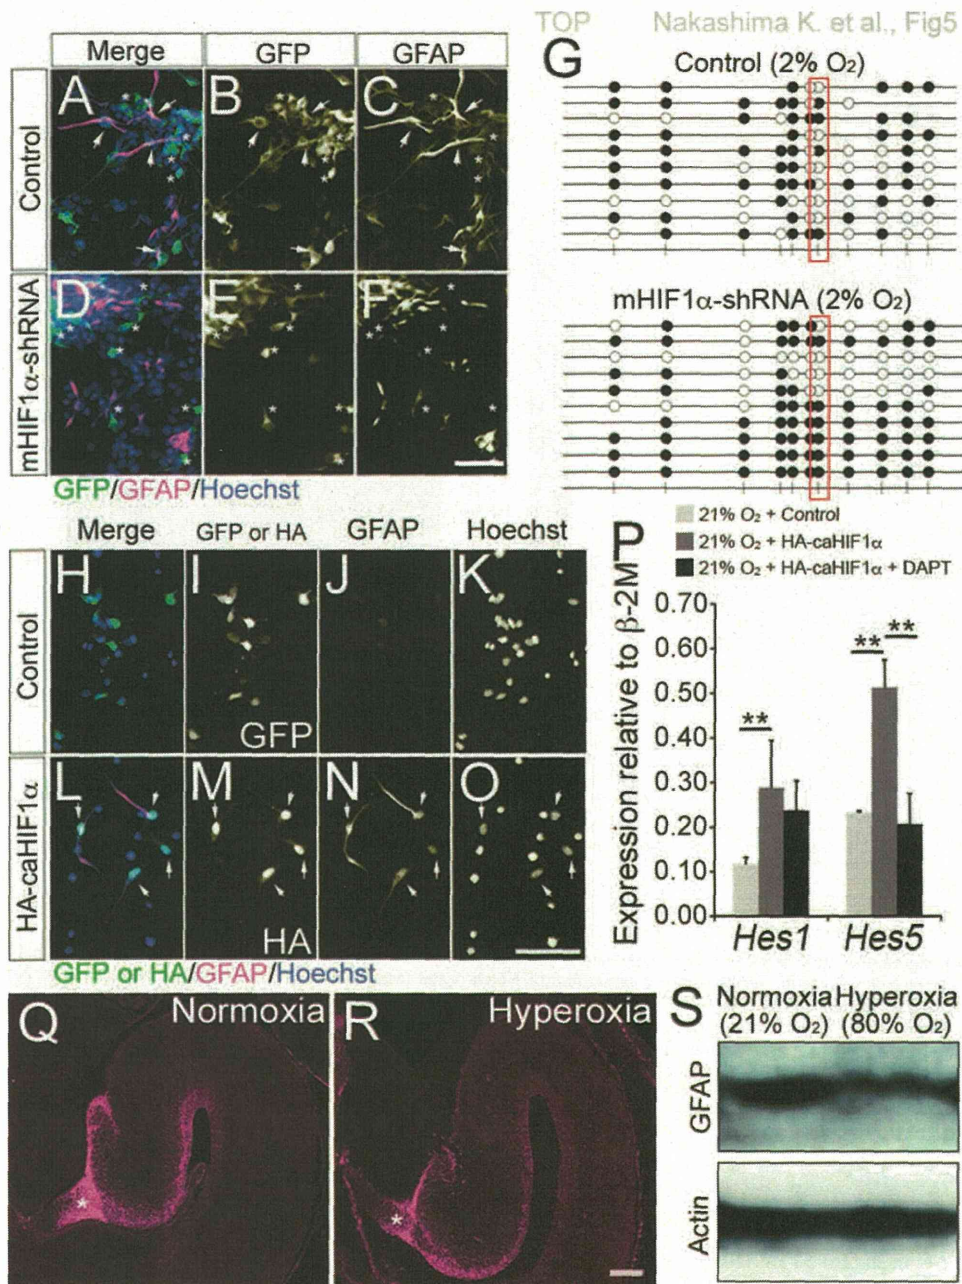 TOP Nakashima K. et al., Fig5
Merge GFP GFAP
Control
A B C
mHIF1α-shRNA
D E F
GFP/GFAP/Hoechst
G
Control (2% O₂)
mHIF1α-shRNA (2% O₂)
Merge GFP or HA GFAP Hoechst
Control
H I J K
GFP
HA-caHIF1α
L M N O
HA
GFP or HA/GFAP/Hoechst
P
21% O₂ + Control
21% O₂ + HA-caHIF1α
21% O₂ + HA-caHIF1α + DAPT
Expression relative to β-2M
0.70
0.60
0.50
0.40
0.30
0.20
0.10
0.00
** ** **
Hes1 Hes5
Q Normoxia
R Hyperoxia
S
Normoxia Hyperoxia
(21% O₂) (80% O₂)
GFAP
Actin